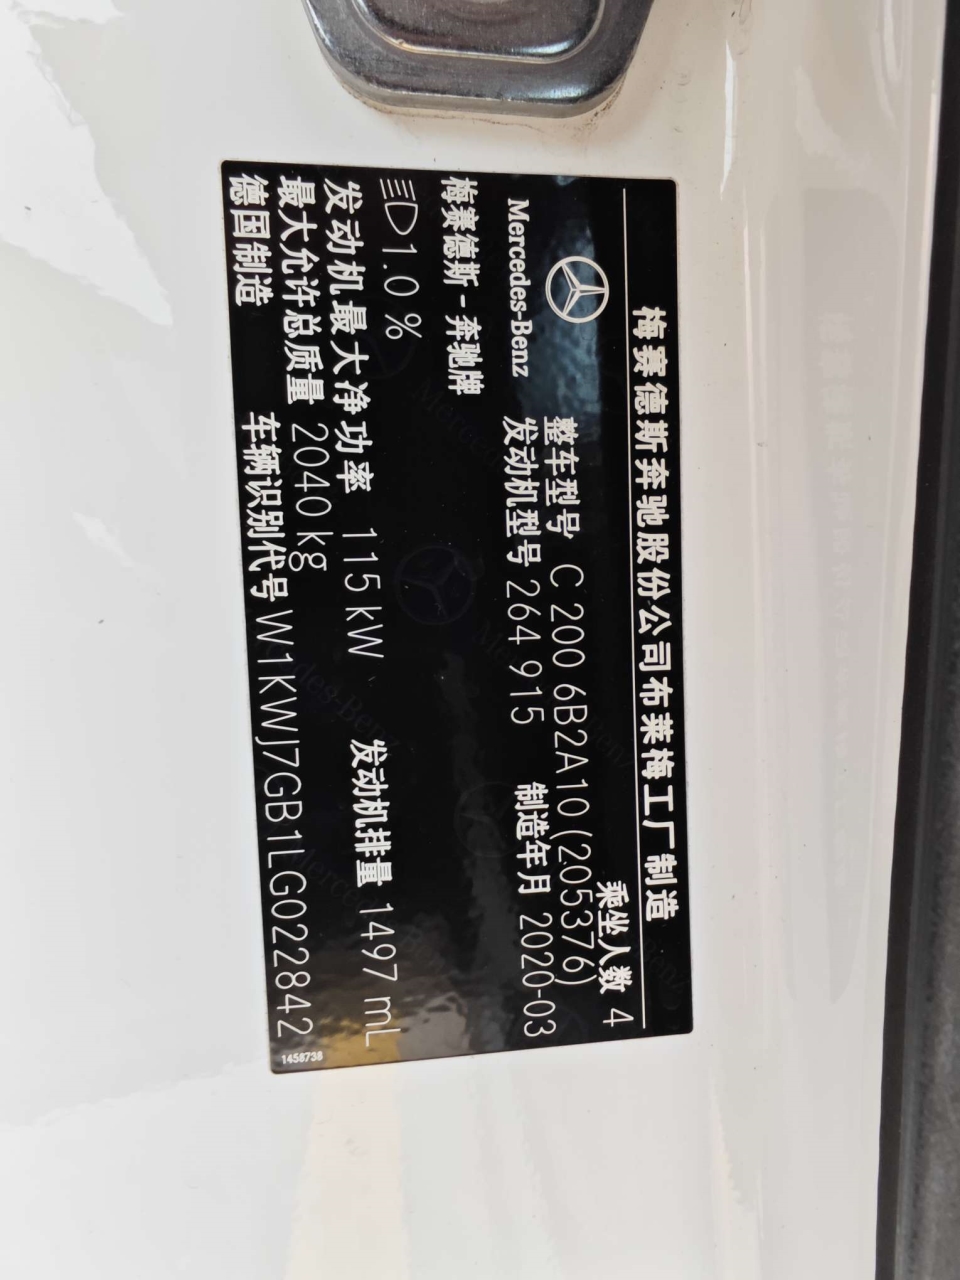 梅赛德斯奔驰股份公司布莱梅工厂制造
乘坐人数 4
Mercedes-Benz
整车型号 C 200 6B2A10(205376)
发动机型号 264 915 制造年月 2020-03
梅赛德斯-奔驰牌
1.0 %
发动机最大净功率 115 kW 发动机排量 1497 mL
最大允许总质量 2040 kg
德国制造 车辆识别代号 W1KWJ7GB1LG022842
1458738